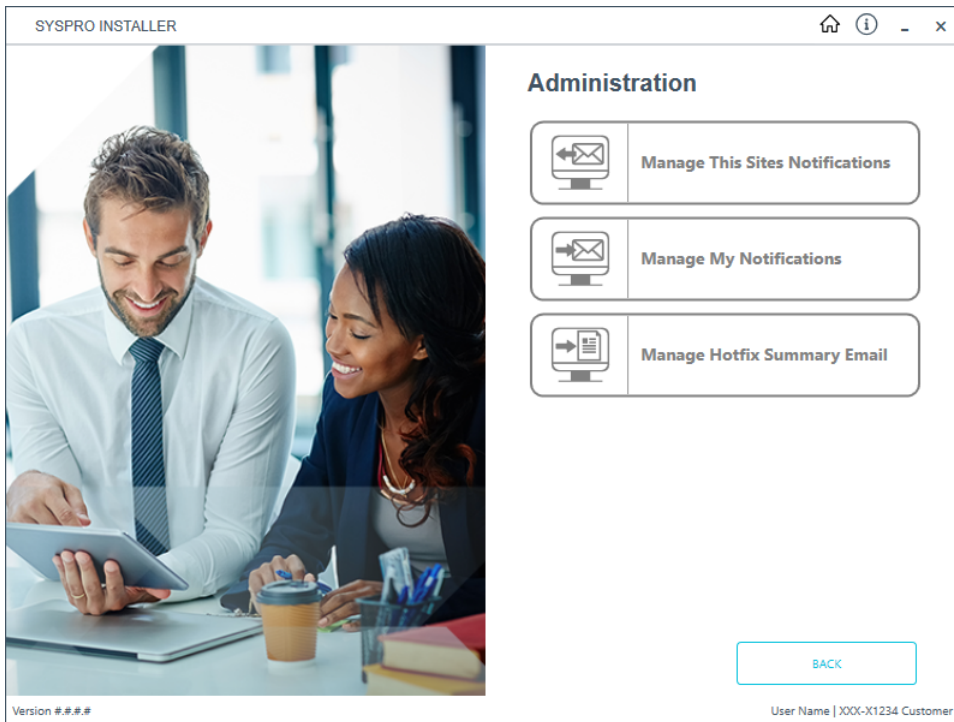 SYSPRO INSTALLER
Administration
Manage This Sites Notifications
Manage My Notifications
Manage Hotfix Summary Email
BACK
Version #.#.#.#
User Name | XXX-X1234 Customer